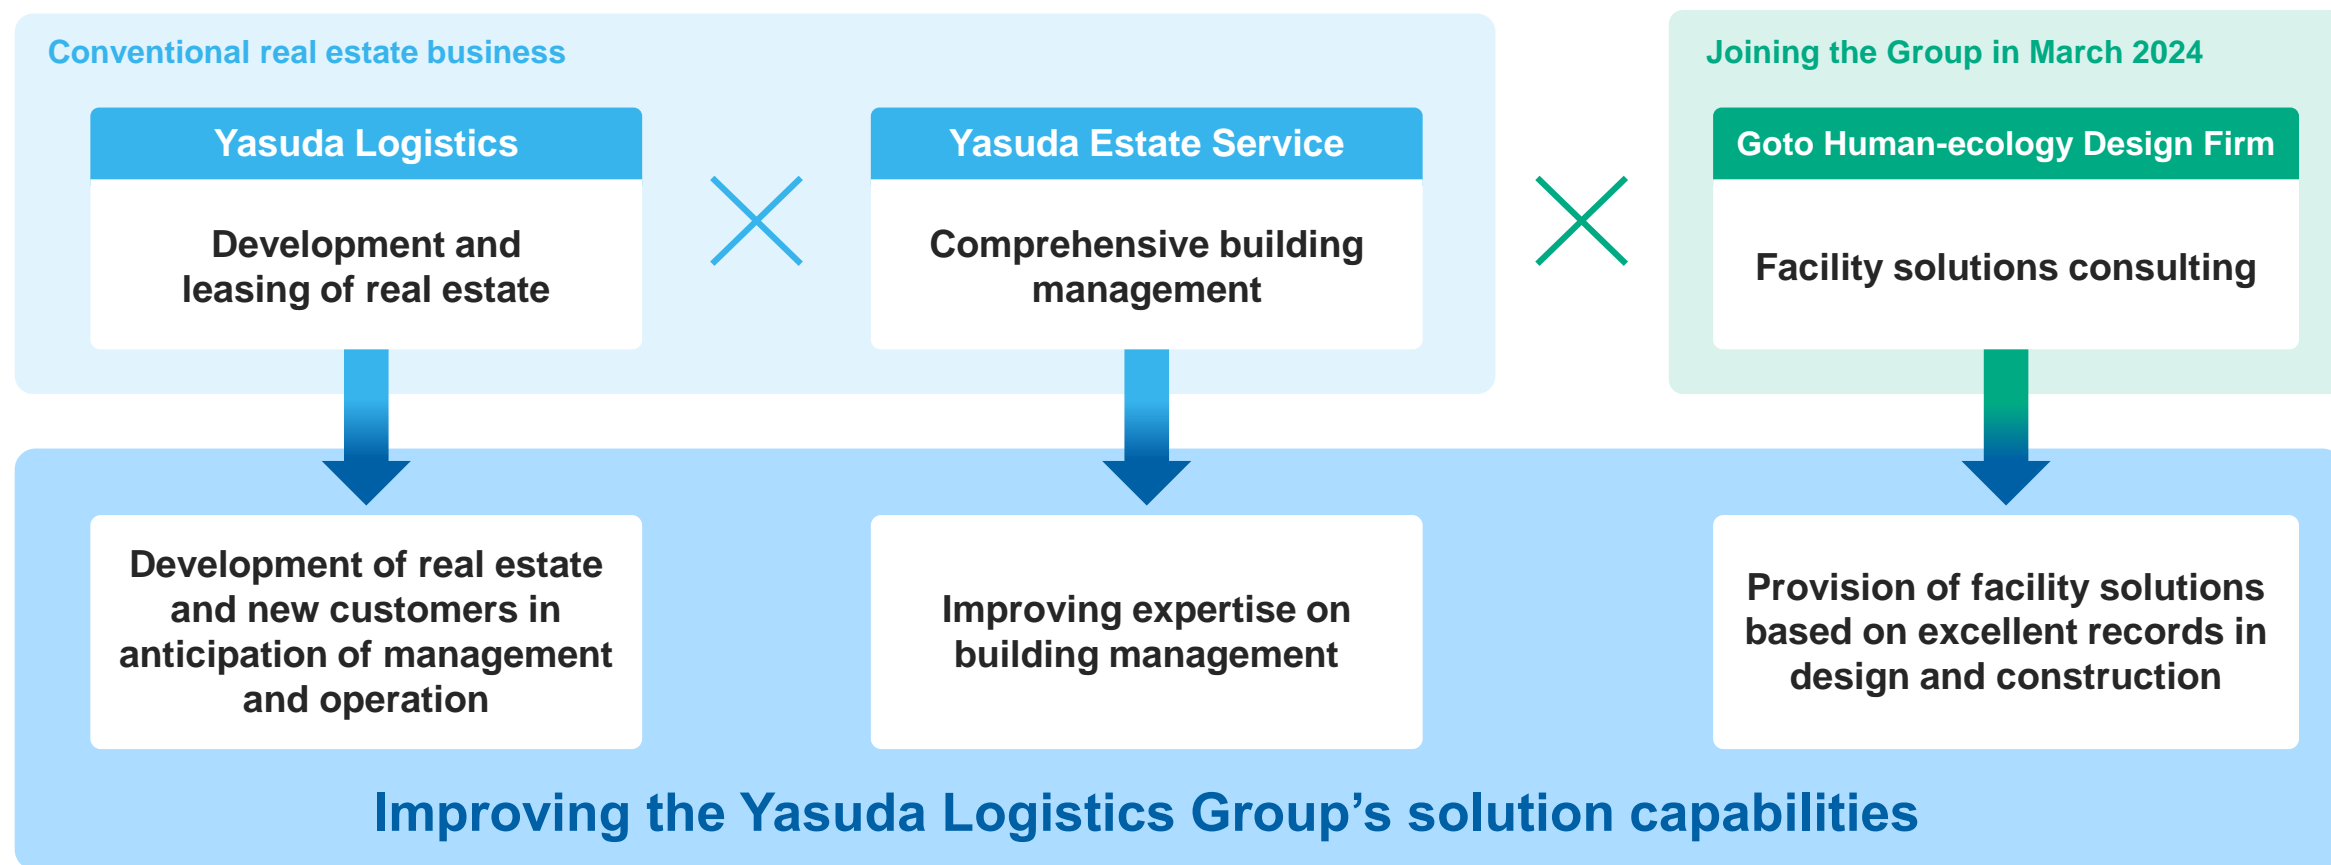 Conventional real estate business
Joining the Group in March 2024
Yasuda Logistics
Development and
leasing of real estate
Yasuda Estate Service
Comprehensive building
management
Goto Human-ecology Design Firm
Facility solutions consulting
Development of real estate
and new customers in
anticipation of management
and operation
Improving expertise on
building management
Provision of facility solutions
based on excellent records in
design and construction
Improving the Yasuda Logistics Group’s solution capabilities